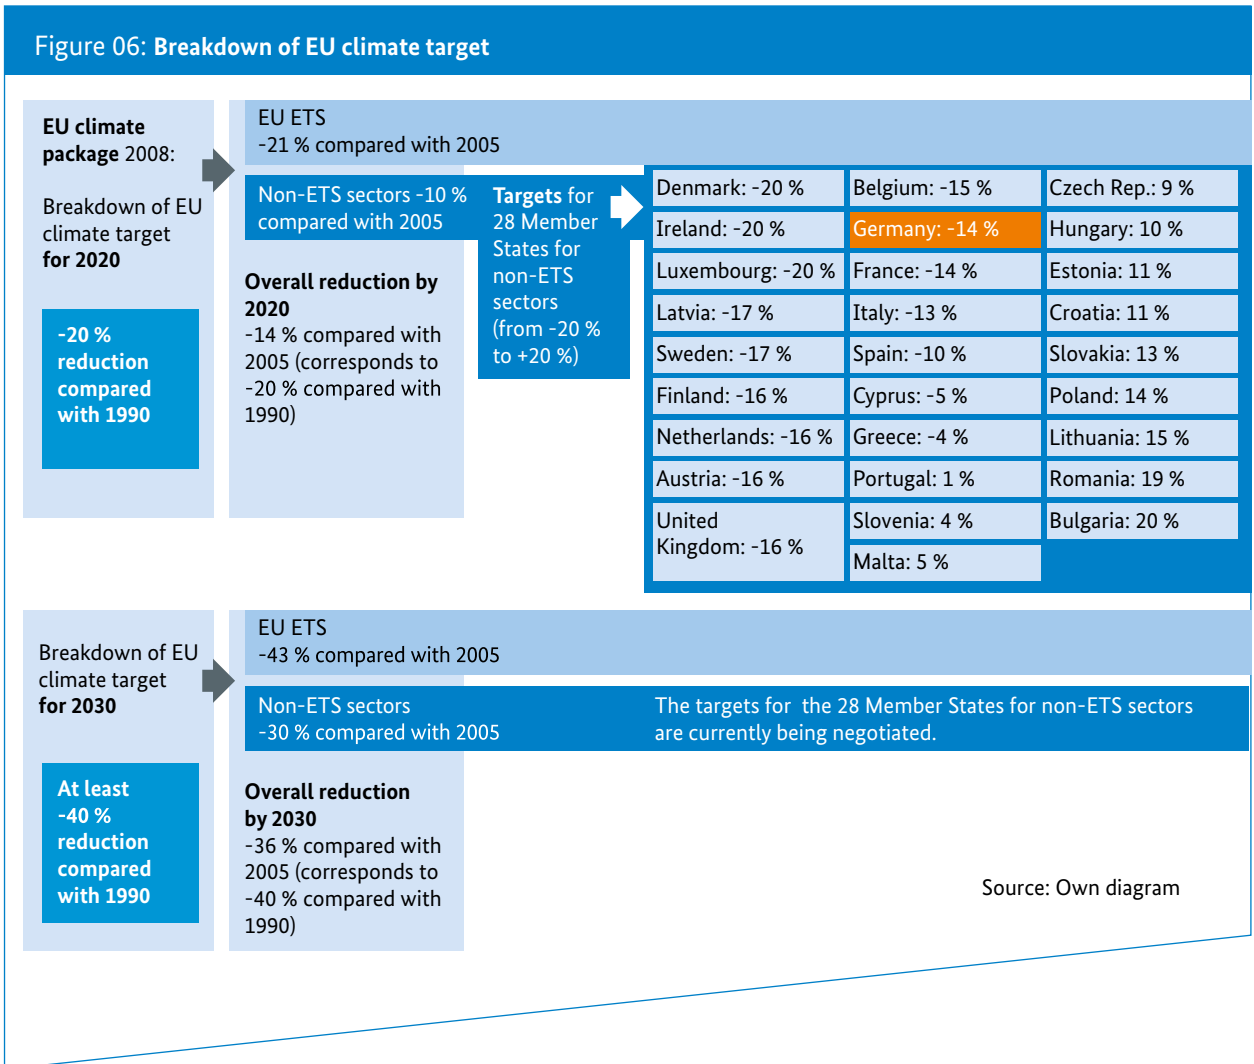 Figure 06: Breakdown of EU climate target
EU climate
package 2008:
Breakdown of EU
climate target
for 2020
-20 %
reduction
compared
with 1990
EU ETS
-21 % compared with 2005
Non-ETS sectors -10 %
compared with 2005
Overall reduction by
2020
-14 % compared with
2005 (corresponds to
-20 % compared with
1990)
Targets for
28 Member
States for
non-ETS
sectors
(from -20 %
to +20 %)
Denmark: -20 %
Ireland: -20 %
Luxembourg: -20 %
Latvia: -17 %
Sweden: -17 %
Finland: -16 %
Netherlands: -16 %
Austria: -16 %
United
Kingdom: -16 %
Belgium: -15 %
Germany: -14 %
France: -14 %
Italy: -13 %
Spain: -10 %
Cyprus: -5 %
Greece: -4 %
Portugal: 1 %
Slovenia: 4 %
Malta: 5 %
Czech Rep.: 9 %
Hungary: 10 %
Estonia: 11 %
Croatia: 11 %
Slovakia: 13 %
Poland: 14 %
Lithuania: 15 %
Romania: 19 %
Bulgaria: 20 %
Breakdown of EU
climate target
for 2030
At least
-40 %
reduction
compared
with 1990
EU ETS
-43 % compared with 2005
Non-ETS sectors
-30 % compared with 2005
The targets for the 28 Member States for non-ETS sectors
are currently being negotiated.
Overall reduction
by 2030
-36 % compared with
2005 (corresponds to
-40 % compared with
1990)
Source: Own diagram